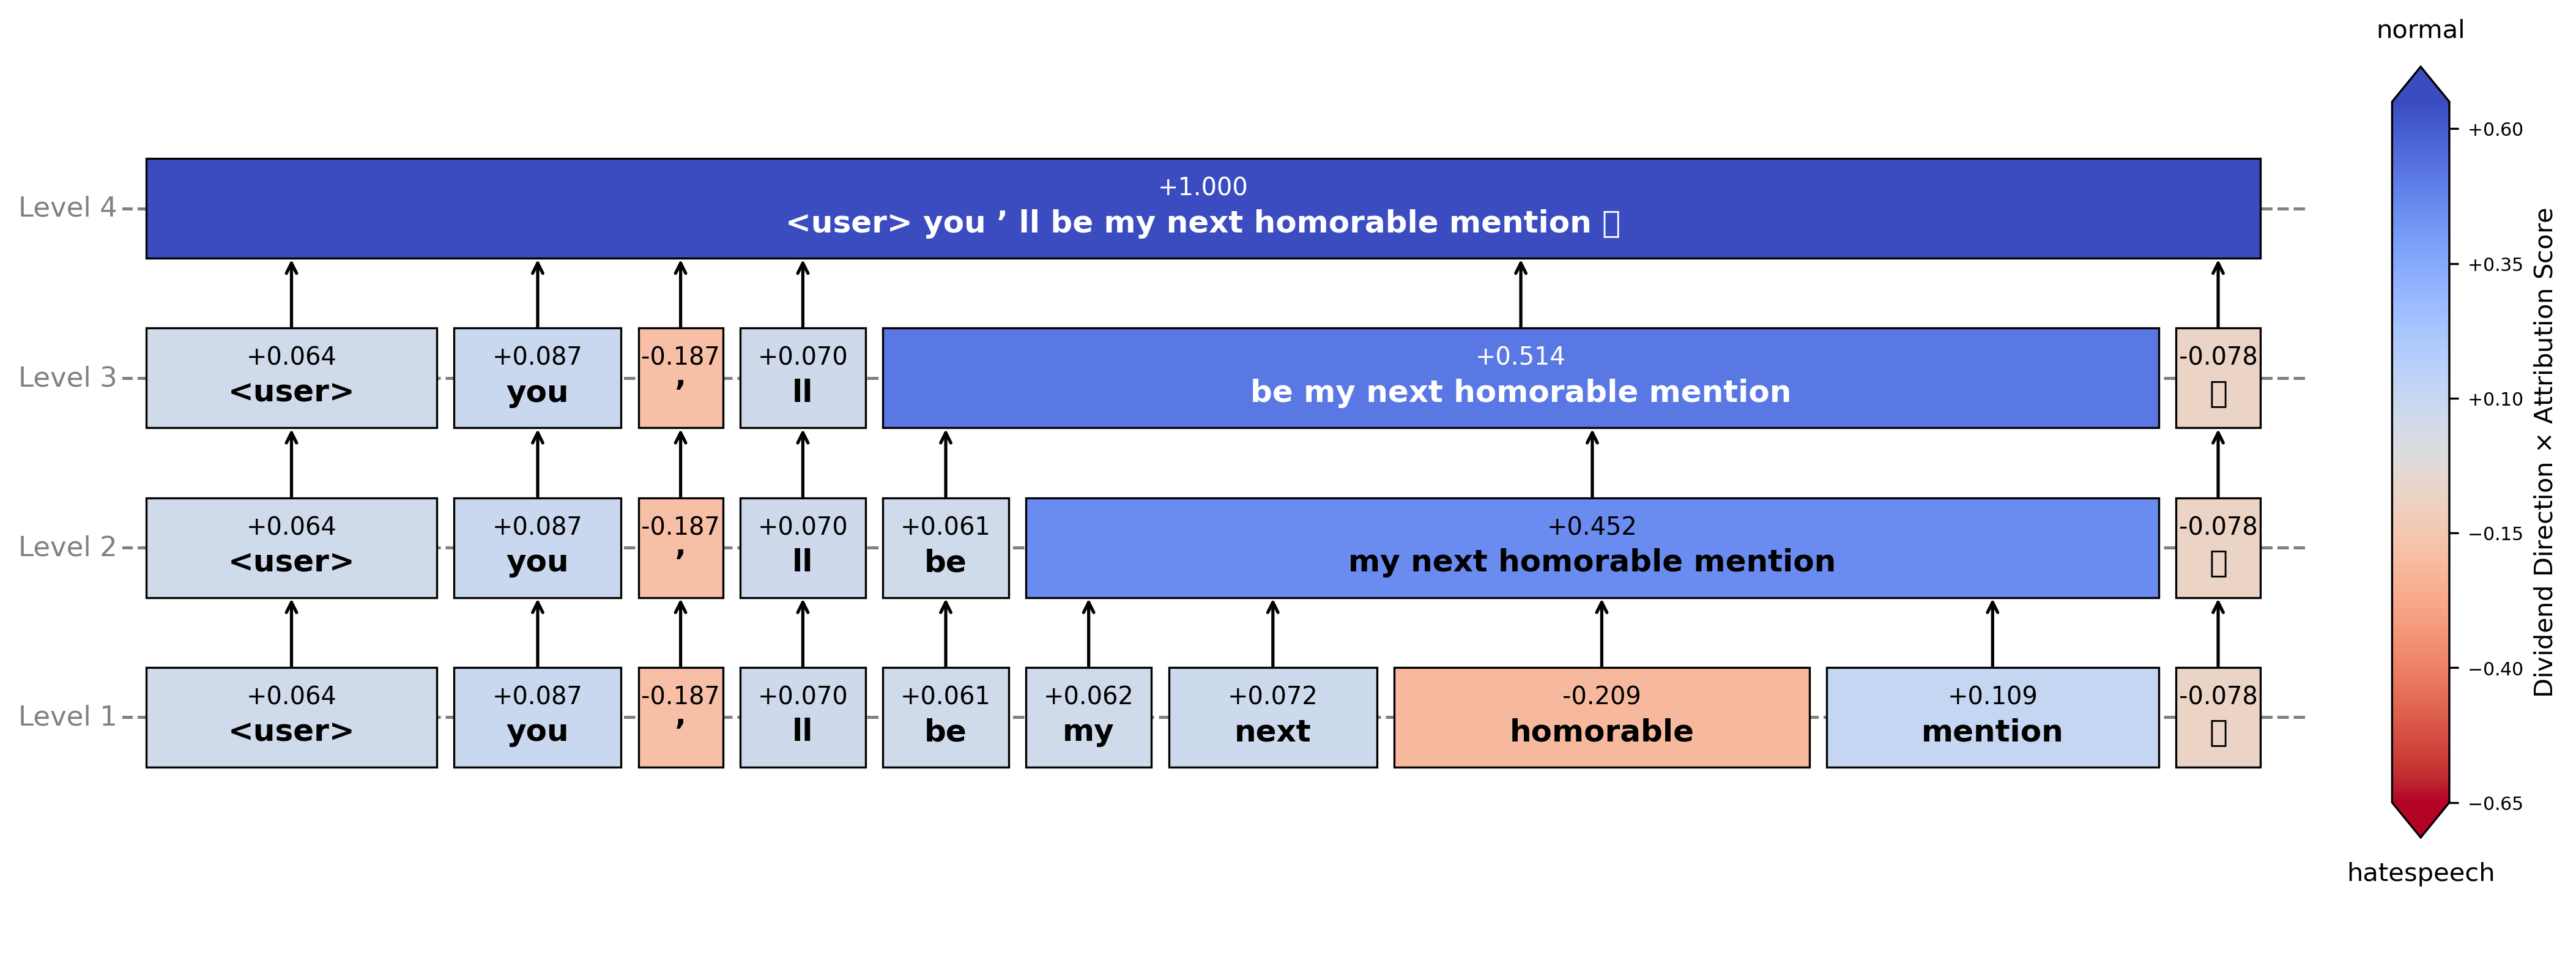 normal
+0.60
+0.35
+0.10
−0.15
−0.40
−0.65
Dividend Direction × Attribution Score
hatespeech
Level 4
+1.000
<user> you ’ ll be my next homorable mention
Level 3
+0.064 +0.087 -0.187 +0.070 +0.514 -0.078
<user> you ’ ll be my next homorable mention
Level 2
+0.064 +0.087 -0.187 +0.070 +0.061 +0.452 -0.078
<user> you ’ ll be my next homorable mention
Level 1
+0.064 +0.087 -0.187 +0.070 +0.061 +0.062 +0.072 -0.209 +0.109 -0.078
<user> you ’ ll be my next homorable mention